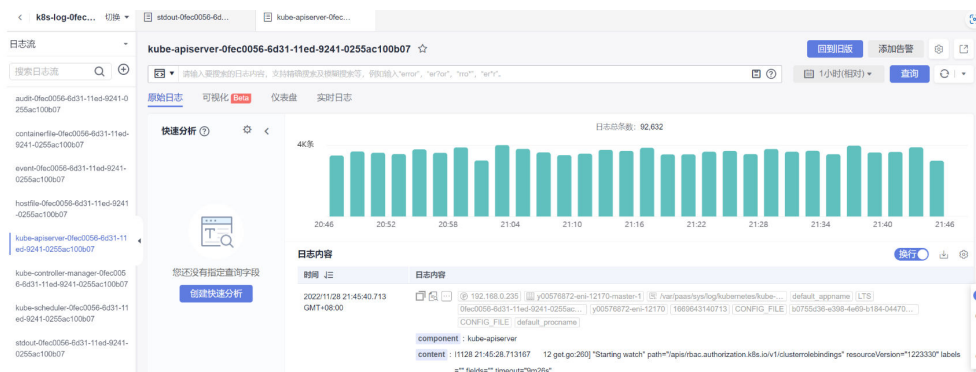 k8s-log-0fec... 切换
stdout-0fec0056-6d...
kube-apiserver-0fec...
日志流
kube-apiserver-0fec0056-6d31-11ed-9241-0255ac100b07
回到旧版
添加告警
搜索日志流
请输入要搜索的日志内容，支持精确搜索及模糊搜索等，例如输入"error", "er?or", "rro*", "er*r"。
1小时(相对)
查询
audit-0fec0056-6d31-11ed-9241-0
255ac100b07
原始日志 可视化 Beta 仪表盘 实时日志
containerfile-0fec0056-6d31-11ed-
9241-0255ac100b07
event-0fec0056-6d31-11ed-9241-
0255ac100b07
hostfile-0fec0056-6d31-11ed-9241
-0255ac100b07
kube-apiserver-0fec0056-6d31-11
ed-9241-0255ac100b07
kube-controller-manager-0fec005
6-6d31-11ed-9241-0255ac100b07
kube-scheduler-0fec0056-6d31-11
ed-9241-0255ac100b07
stdout-0fec0056-6d31-11ed-9241-
0255ac100b07
快速分析
您还没有指定查询字段
创建快速分析
日志总条数: 92,632
4K条
20:46 20:52 20:58 21:04 21:10 21:16 21:22 21:28 21:34 21:40 21:46
日志内容
换行
时间 日志内容
2022/11/28 21:45:40.713
GMT+08:00
192.168.0.235 y00576872-eni-12170-master-1 /var/paas/sys/log/kubernetes/kube-... default_appname LTS
0fec0056-6d31-11ed-9241-0255ac... y00576872-eni-12170 1669643140713 CONFIG_FILE b0755d36-e398-4e69-b184-04470...
CONFIG_FILE default_procname
component : kube-apiserver
content : I1128 21:45:28.713167 12 get.go:260] "Starting watch" path="/apis/rbac.authorization.k8s.io/v1/clusterrolebindings" resourceVersion="1223330" labels
="" fields="" timeout="9m26s"